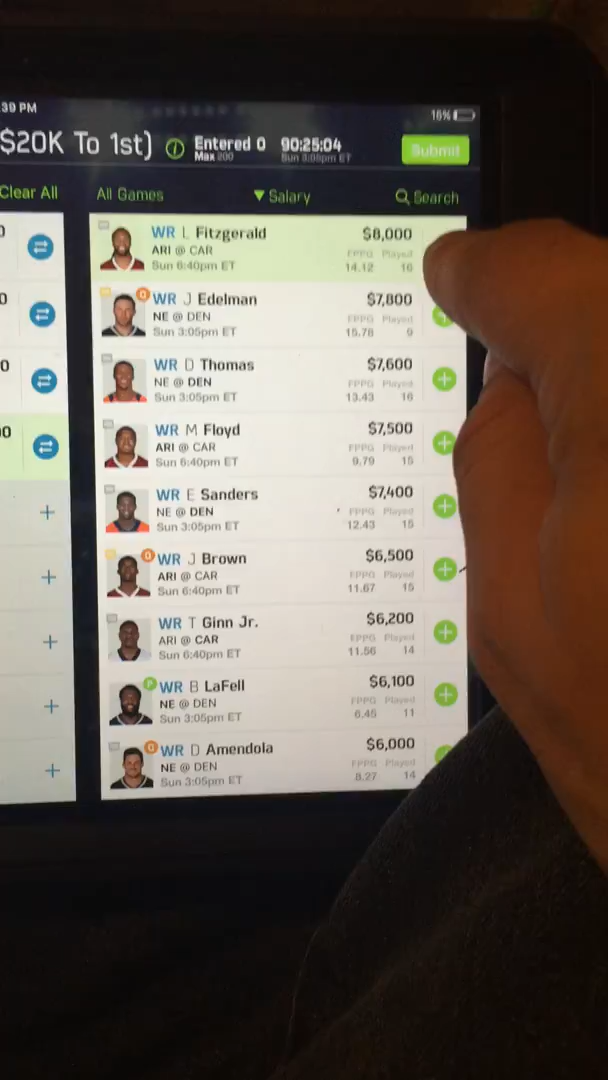 39 PM
16%
$20K To 1st)
Entered 0
Max 200
90:25:04
Sun 3:05pm ET
Submit
Clear All
All Games
Salary
Search
WR L Fitzgerald
$8,000
ARI @ CAR
FPPG Played
Sun 6:40pm ET
14.12 16
Q
WR J Edelman
$7,800
NE @ DEN
FPPG Played
Sun 3:05pm ET
15.78 9
WR D Thomas
$7,600
NE @ DEN
FPPG Played
Sun 3:05pm ET
13.43 16
WR M Floyd
$7,500
ARI @ CAR
FPPG Played
Sun 6:40pm ET
9.79 15
WR E Sanders
$7,400
NE @ DEN
FPPG Played
Sun 3:05pm ET
12.43 15
Q
WR J Brown
$6,500
ARI @ CAR
FPPG Played
Sun 6:40pm ET
11.67 15
WR T Ginn Jr.
$6,200
ARI @ CAR
FPPG Played
Sun 6:40pm ET
11.56 14
P
WR B LaFell
$6,100
NE @ DEN
FPPG Played
Sun 3:05pm ET
6.45 11
Q
WR D Amendola
$6,000
NE @ DEN
FPPG Played
Sun 3:05pm ET
8.27 14